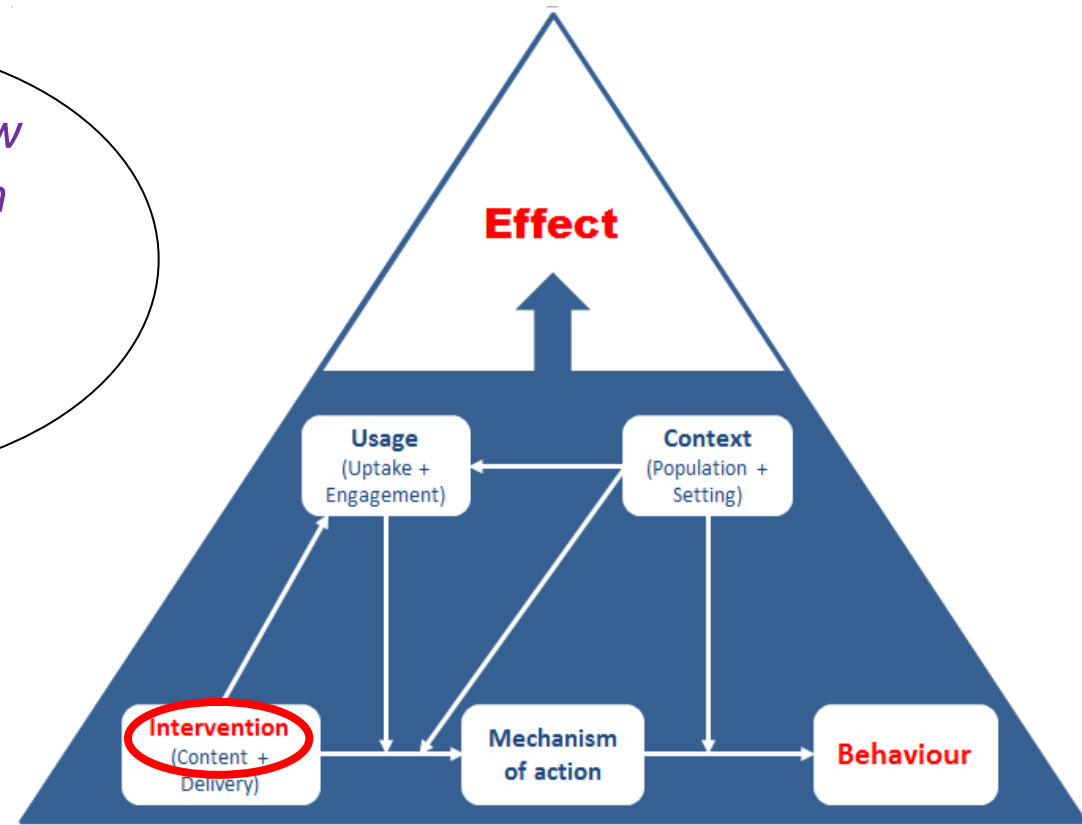 Effect
Usage
(Uptake +
Engagement)
Context
(Population +
Setting)
Intervention
(Content +
Delivery)
Mechanism
of action
Behaviour